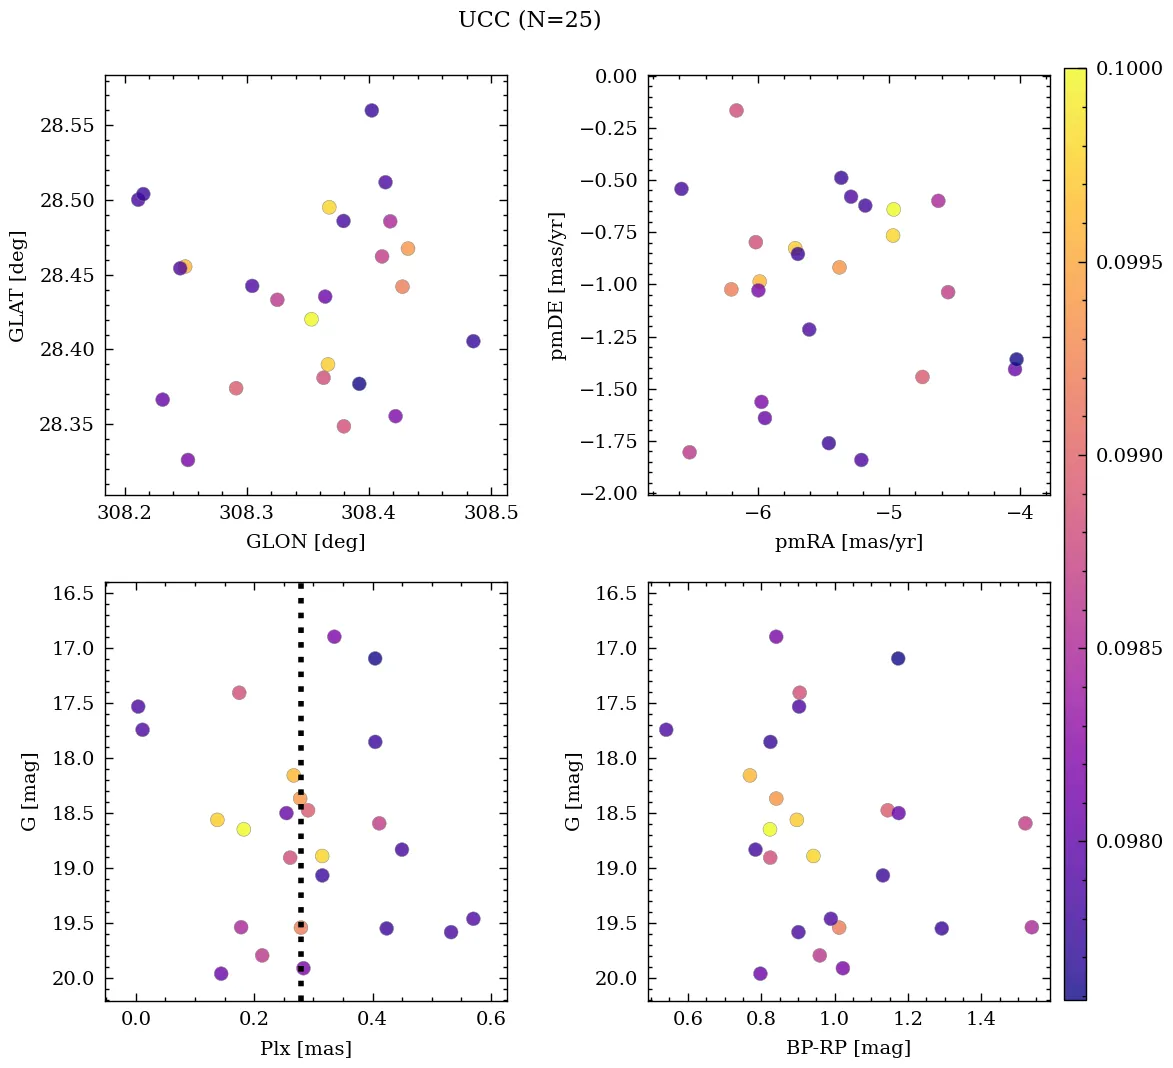 UCC (N=25)
28.55
28.50
28.45
28.40
28.35
GLAT [deg]
308.2 308.3 308.4 308.5
GLON [deg]
0.00
−0.25
−0.50
−0.75
−1.00
−1.25
−1.50
−1.75
−2.00
pmDE [mas/yr]
−6 −5 −4
pmRA [mas/yr]
16.5
17.0
17.5
18.0
18.5
19.0
19.5
20.0
G [mag]
0.0 0.2 0.4 0.6
Plx [mas]
16.5
17.0
17.5
18.0
18.5
19.0
19.5
20.0
G [mag]
0.6 0.8 1.0 1.2 1.4
BP-RP [mag]
0.1000
0.0995
0.0990
0.0985
0.0980